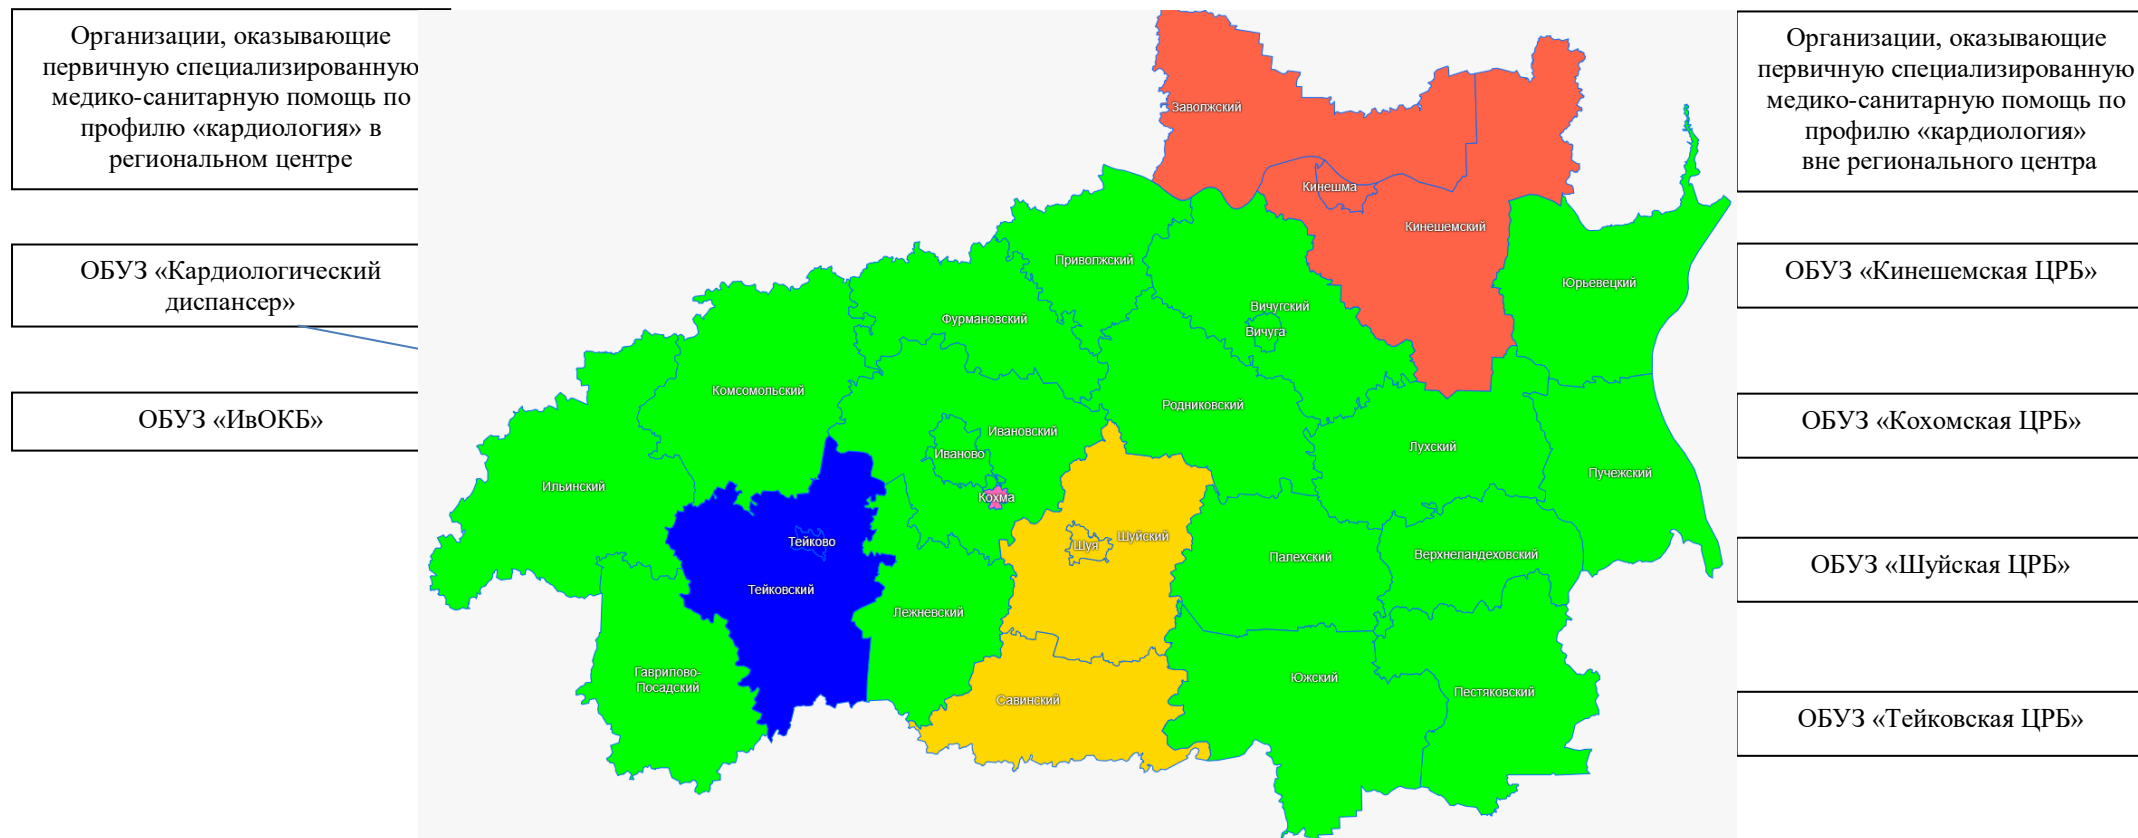 Организации, оказывающие
первичную специализированную
медико-санитарную помощь по
профилю «кардиология» в
региональном центре
ОБУЗ «Кардиологический
диспансер»
ОБУЗ «ИвОКБ»
Заволжский
Кинешма
Кинешемский
Приволжский
Юрьевецкий
Вичугский
Фурмановский
Вичуга
Комсомольский
Родниковский
Ивановский
Иваново
Лухский
Пучежский
Ильинский
Кохма
Тейково
Шуя
Шуйский
Палехский
Верхнеландеховский
Тейковский
Лежневский
Гаврилово-
Посадский
Южский
Савинский
Пестяковский
Организации, оказывающие
первичную специализированную
медико-санитарную помощь по
профилю «кардиология»
вне регионального центра
ОБУЗ «Кинешемская ЦРБ»
ОБУЗ «Кохомская ЦРБ»
ОБУЗ «Шуйская ЦРБ»
ОБУЗ «Тейковская ЦРБ»